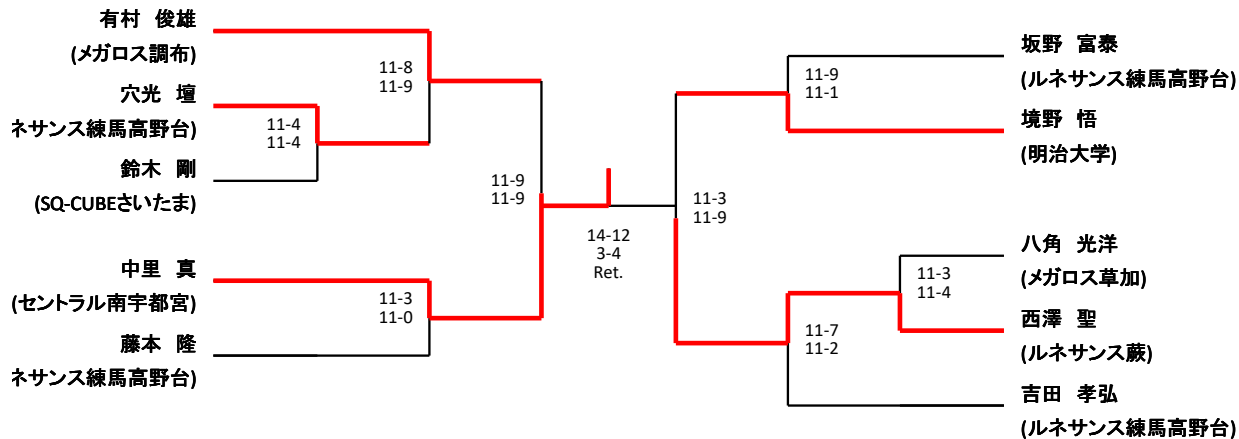 有村 俊雄
(メガロス調布)
穴光 壇
ネサンス練馬高野台)
鈴木 剛
(SQ-CUBEさいたま)
中里 真
(セントラル南宇都宮)
藤本 隆
ネサンス練馬高野台)
11-4
11-4
11-8
11-9
11-3
11-0
11-9
11-9
14-12
3-4
Ret.
11-3
11-9
11-9
11-1
11-7
11-2
11-3
11-4
坂野 富泰
(ルネサンス練馬高野台)
境野 悟
(明治大学)
八角 光洋
(メガロス草加)
西澤 聖
(ルネサンス蕨)
吉田 孝弘
(ルネサンス練馬高野台)